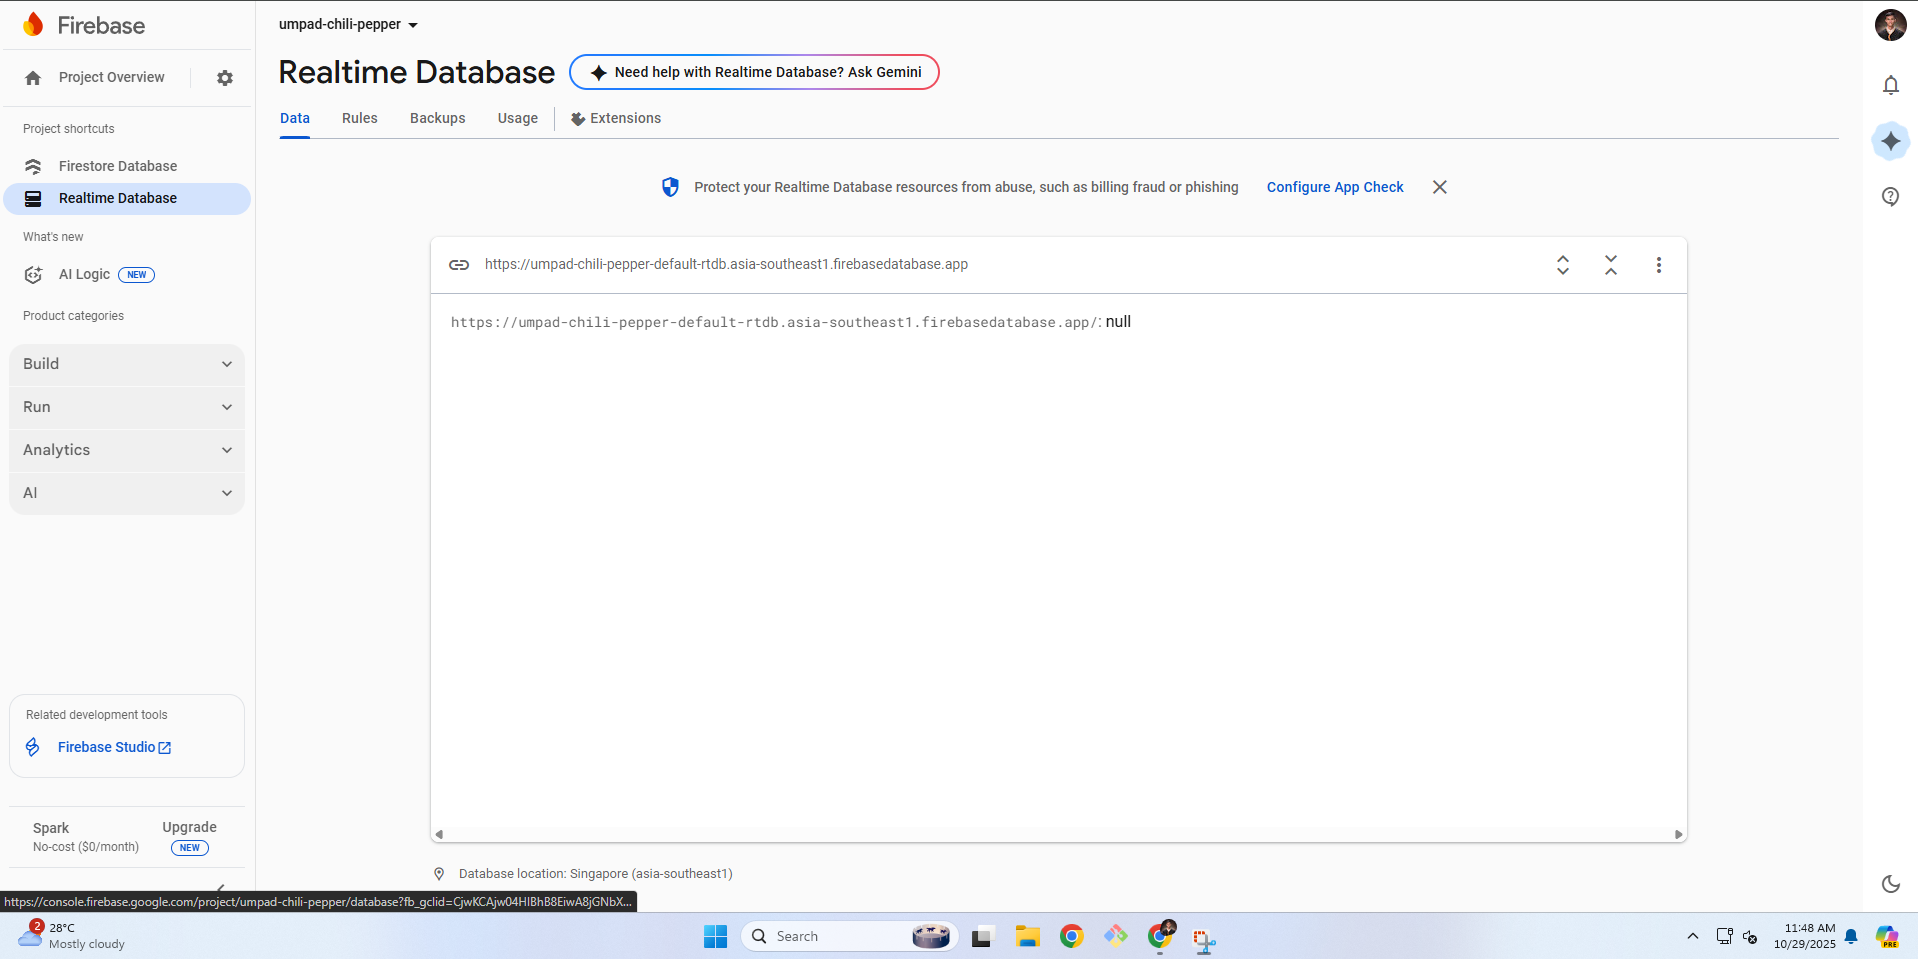 Firebase
Project Overview
Project shortcuts
Firestore Database
Realtime Database
What's new
AI Logic NEW
Product categories
Build
Run
Analytics
AI
Related development tools
Firebase Studio
Spark
No-cost ($0/month)
Upgrade
NEW
umpad-chili-pepper
Realtime Database
Need help with Realtime Database? Ask Gemini
Data Rules Backups Usage Extensions
Protect your Realtime Database resources from abuse, such as billing fraud or phishing Configure App Check
https://umpad-chili-pepper-default-rtdb.asia-southeast1.firebasedatabase.app
https://umpad-chili-pepper-default-rtdb.asia-southeast1.firebasedatabase.app/: null
Database location: Singapore (asia-southeast1)
https://console.firebase.google.com/project/umpad-chili-pepper/database?fb_gclid=CjwKCAjw04HIBhB8EiwA8jGNbX...
2
28°C
Mostly cloudy
Search
11:48 AM
10/29/2025
PRE